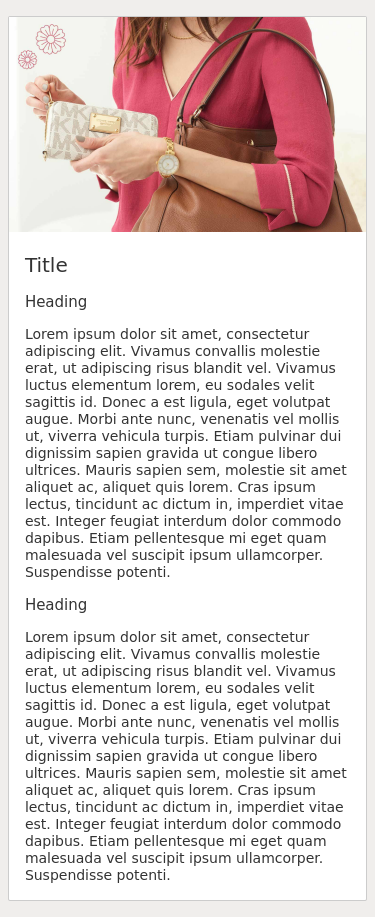 Title
Heading
Lorem ipsum dolor sit amet, consectetur
adipiscing elit. Vivamus convallis molestie
erat, ut adipiscing risus blandit vel. Vivamus
luctus elementum lorem, eu sodales velit
sagittis id. Donec a est ligula, eget volutpat
augue. Morbi ante nunc, venenatis vel mollis
ut, viverra vehicula turpis. Etiam pulvinar dui
dignissim sapien gravida ut congue libero
ultrices. Mauris sapien sem, molestie sit amet
aliquet ac, aliquet quis lorem. Cras ipsum
lectus, tincidunt ac dictum in, imperdiet vitae
est. Integer feugiat interdum dolor commodo
dapibus. Etiam pellentesque mi eget quam
malesuada vel suscipit ipsum ullamcorper.
Suspendisse potenti.
Heading
Lorem ipsum dolor sit amet, consectetur
adipiscing elit. Vivamus convallis molestie
erat, ut adipiscing risus blandit vel. Vivamus
luctus elementum lorem, eu sodales velit
sagittis id. Donec a est ligula, eget volutpat
augue. Morbi ante nunc, venenatis vel mollis
ut, viverra vehicula turpis. Etiam pulvinar dui
dignissim sapien gravida ut congue libero
ultrices. Mauris sapien sem, molestie sit amet
aliquet ac, aliquet quis lorem. Cras ipsum
lectus, tincidunt ac dictum in, imperdiet vitae
est. Integer feugiat interdum dolor commodo
dapibus. Etiam pellentesque mi eget quam
malesuada vel suscipit ipsum ullamcorper.
Suspendisse potenti.